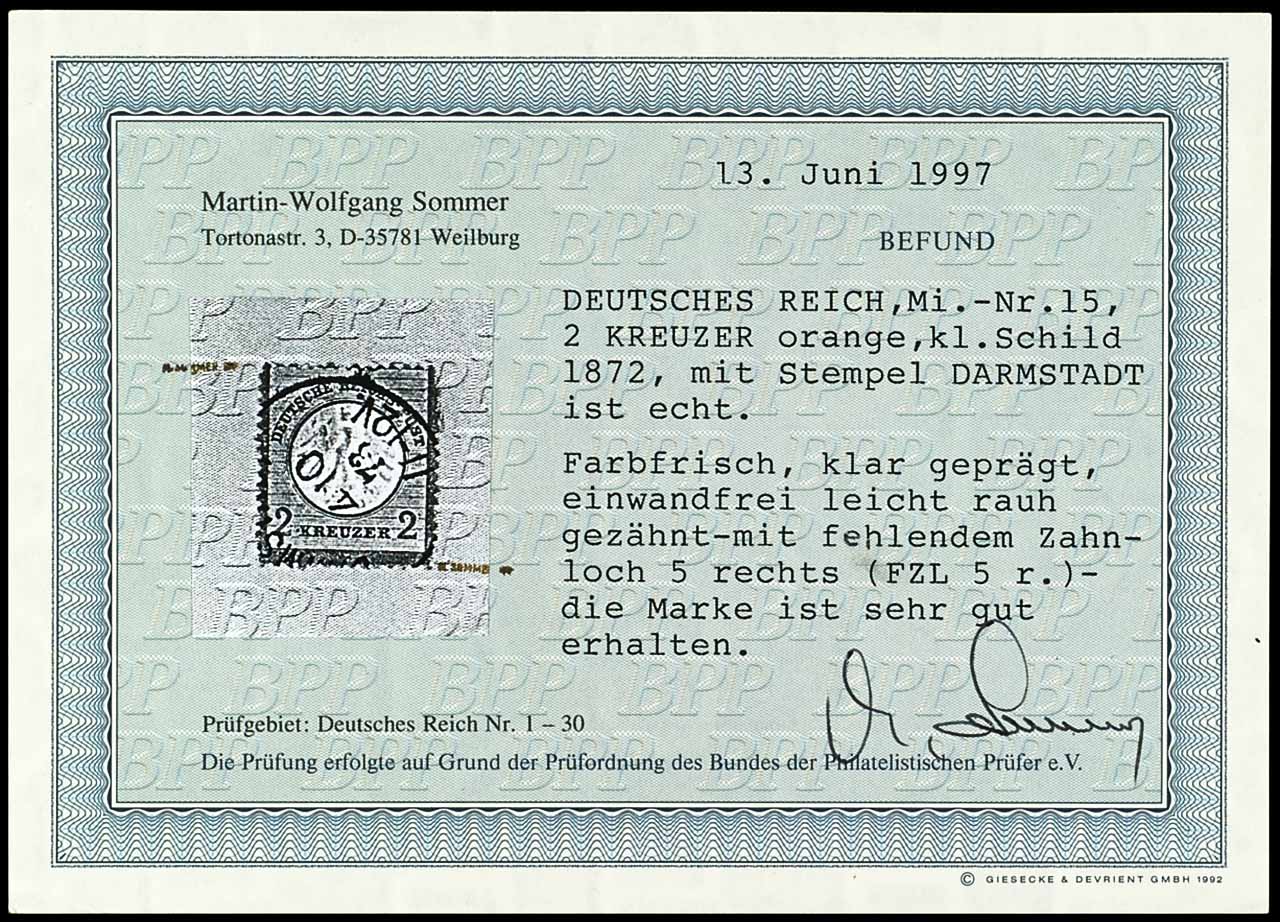 13. Juni 1997
Martin-Wolfgang Sommer
Tortonastr. 3, D-35781 Weilburg
BEFUND
DEUTSCHES REICH,Mi.-Nr.15,
2 KREUZER orange,kl.Schild
1872, mit Stempel DARMSTADT
ist echt.
Farbfrisch, klar geprägt,
einwandfrei leicht rauh
gezähnt-mit fehlendem Zahn-
loch 5 rechts (FZL 5 r.)-
die Marke ist sehr gut
erhalten.
DEUTSCHE
2 KREUZER 2
Prüfgebiet: Deutsches Reich Nr. 1 – 30
Die Prüfung erfolgte auf Grund der Prüfordnung des Bundes der Philatelistischen Prüfer e.V.
© GIESECKE & DEVRIENT GMBH 1992
BPP